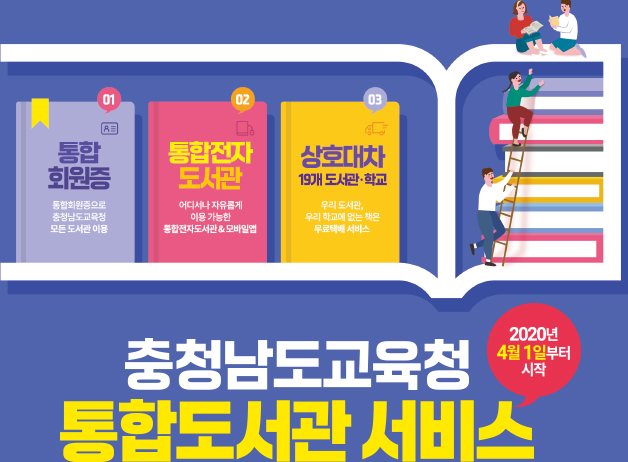 01
통합
회원증
통합회원증으로
충청남도교육청
모든 도서관 이용
02
통합전자
도서관
어디서나 자유롭게
이용 가능한
통합전자도서관 & 모바일앱
03
상호대차
19개 도서관·학교
우리 도서관,
우리 학교에 없는 책은
무료택배 서비스
2020년
4월 1일부터
시작
충청남도교육청
통합도서관 서비스